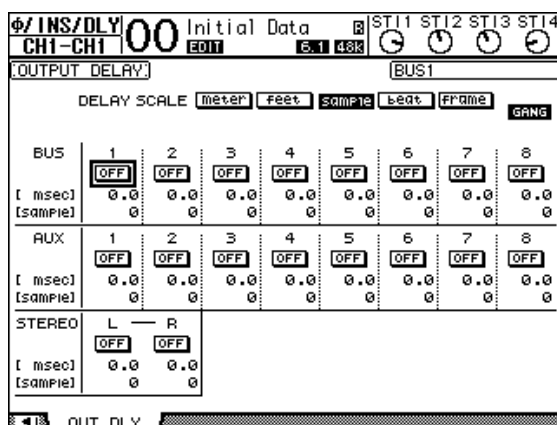 Φ/INS/DLY 00 Initial Data STI1 STI2 STI3 STI4
CH1-CH1 EDIT 6.1 48k
OUTPUT DELAY BUS1
DELAY SCALE meter feet sample beat frame
GANG
BUS 1 2 3 4 5 6 7 8
OFF OFF OFF OFF OFF OFF OFF OFF
[ msec] 0.0 0.0 0.0 0.0 0.0 0.0 0.0 0.0
[sample] 0 0 0 0 0 0 0 0
AUX 1 2 3 4 5 6 7 8
OFF OFF OFF OFF OFF OFF OFF OFF
[ msec] 0.0 0.0 0.0 0.0 0.0 0.0 0.0 0.0
[sample] 0 0 0 0 0 0 0 0
STEREO L — R
OFF OFF
[ msec] 0.0 0.0
[sample] 0 0
OUT DLY